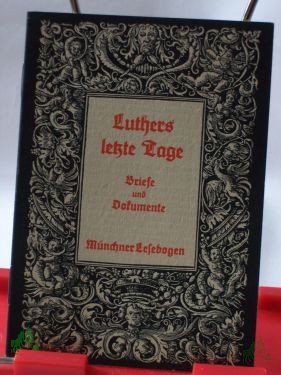 Luthers
letzte Tage
Briefe
und
Dokumente
Münchner Lesebogen